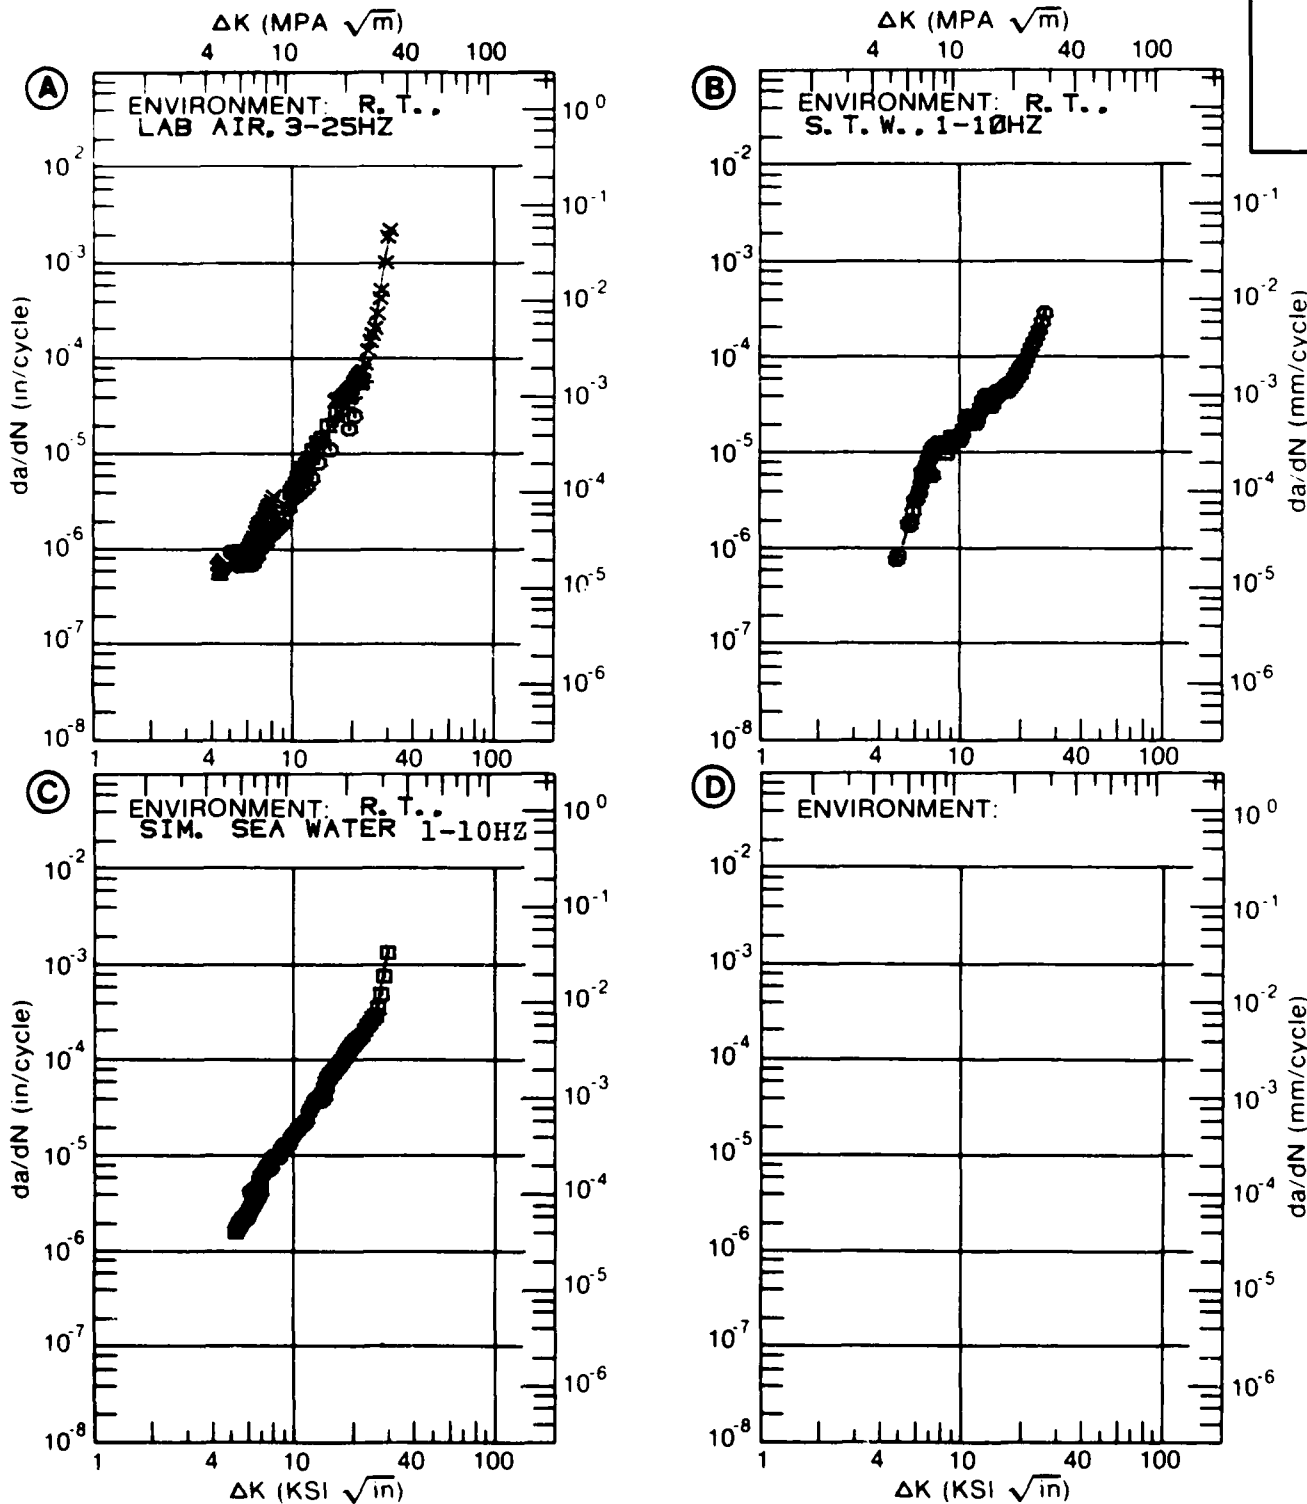 ΔK (MPA √m)
4 10 40 100
A
ENVIRONMENT: R.T.,
LAB AIR, 3-25HZ
10^2
10^-3
10^-4
10^-5
10^-6
10^-7
10^-8
da/dN (in/cycle)
10^0
10^-1
10^-2
10^-3
10^-4
10^-5
10^-6
1 4 10 40 100
ΔK (MPA √m)
4 10 40 100
B
ENVIRONMENT: R.T.,
S.T.W., 1-10HZ
10^-2
10^-3
10^-4
10^-5
10^-6
10^-7
10^-8
10^-1
10^-2
10^-3
10^-4
10^-5
10^-6
da/dN (mm/cycle)
1 4 10 40 100
C
ENVIRONMENT: R.T.,
SIM. SEA WATER 1-10HZ
10^-2
10^-3
10^-4
10^-5
10^-6
10^-7
10^-8
da/dN (in/cycle)
10^0
10^-1
10^-2
10^-3
10^-4
10^-5
10^-6
1 4 10 40 100
ΔK (KSI √in)
D
ENVIRONMENT:
10^-2
10^-3
10^-4
10^-5
10^-6
10^-7
10^-8
10^0
10^-1
10^-2
10^-3
10^-4
10^-5
10^-6
da/dN (mm/cycle)
1 4 10 40 100
ΔK (KSI √in)